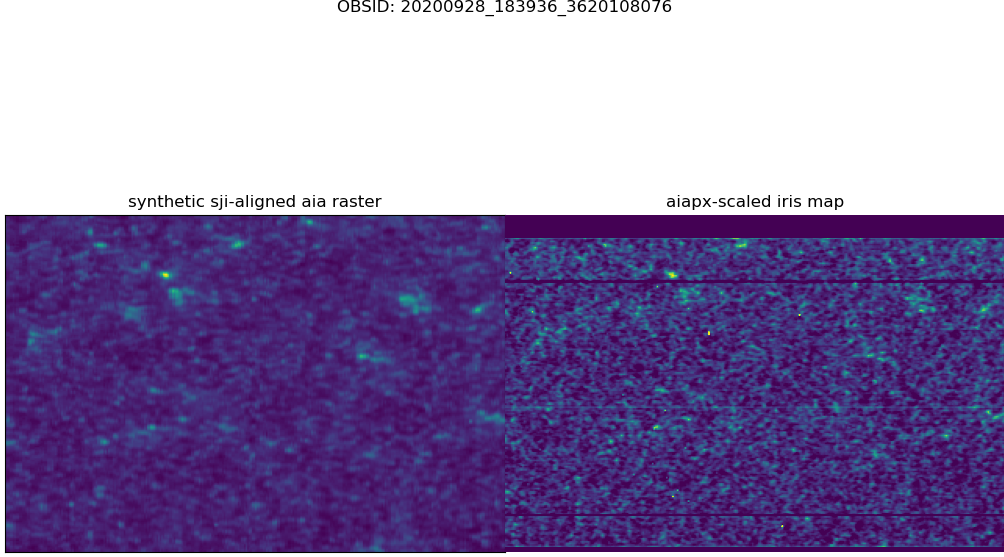 OBSID: 20200928_183936_3620108076
synthetic sji-aligned aia raster
aiapx-scaled iris map